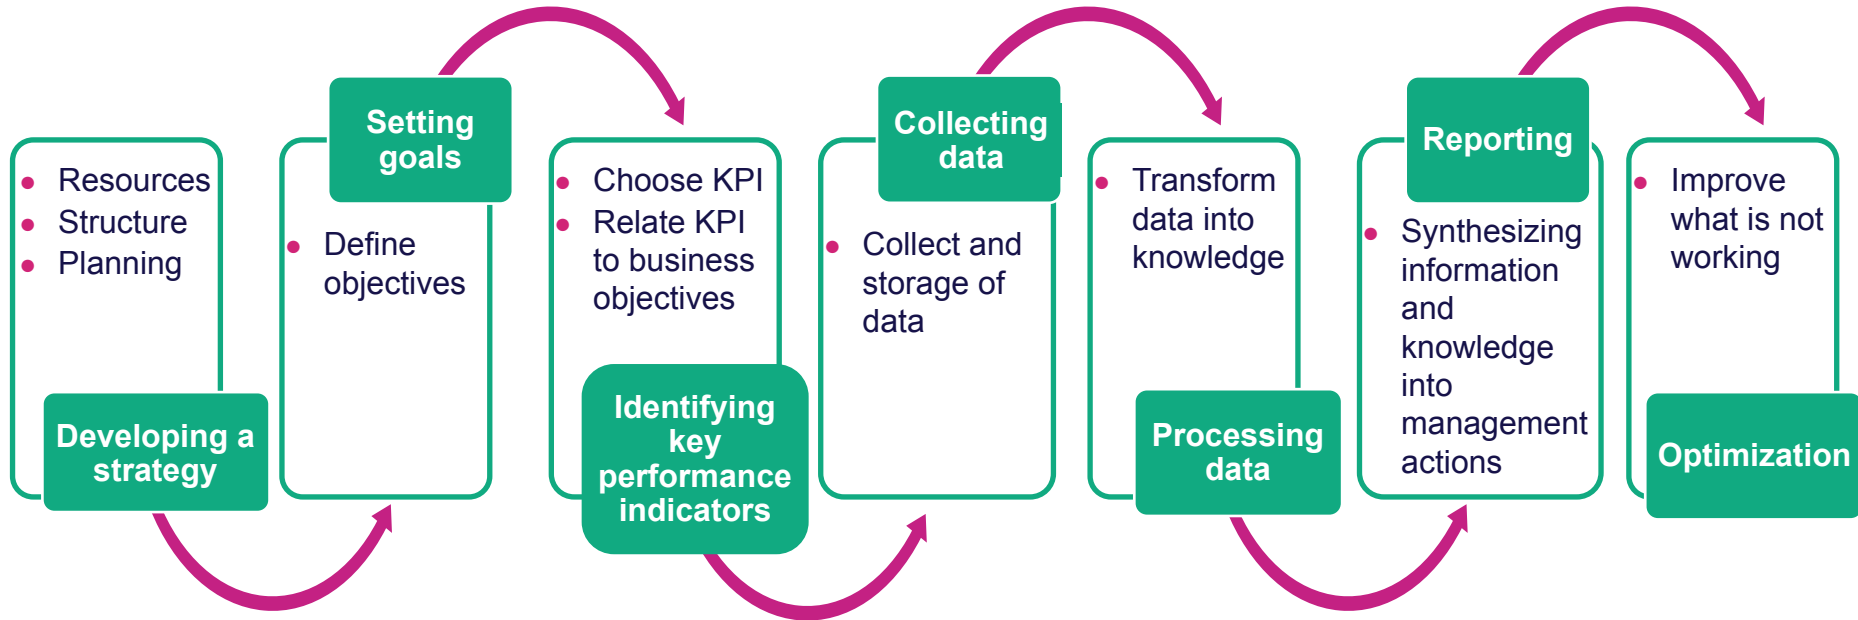 • Resources
• Structure
• Planning
Developing a
strategy
Setting
goals
• Define
objectives
• Choose KPI
• Relate KPI
to business
objectives
Identifying
key
performance
indicators
Collecting
data
• Collect and
storage of
data
• Transform
data into
knowledge
Processing
data
Reporting
• Synthesizing
information
and
knowledge
into
management
actions
• Improve
what is not
working
Optimization